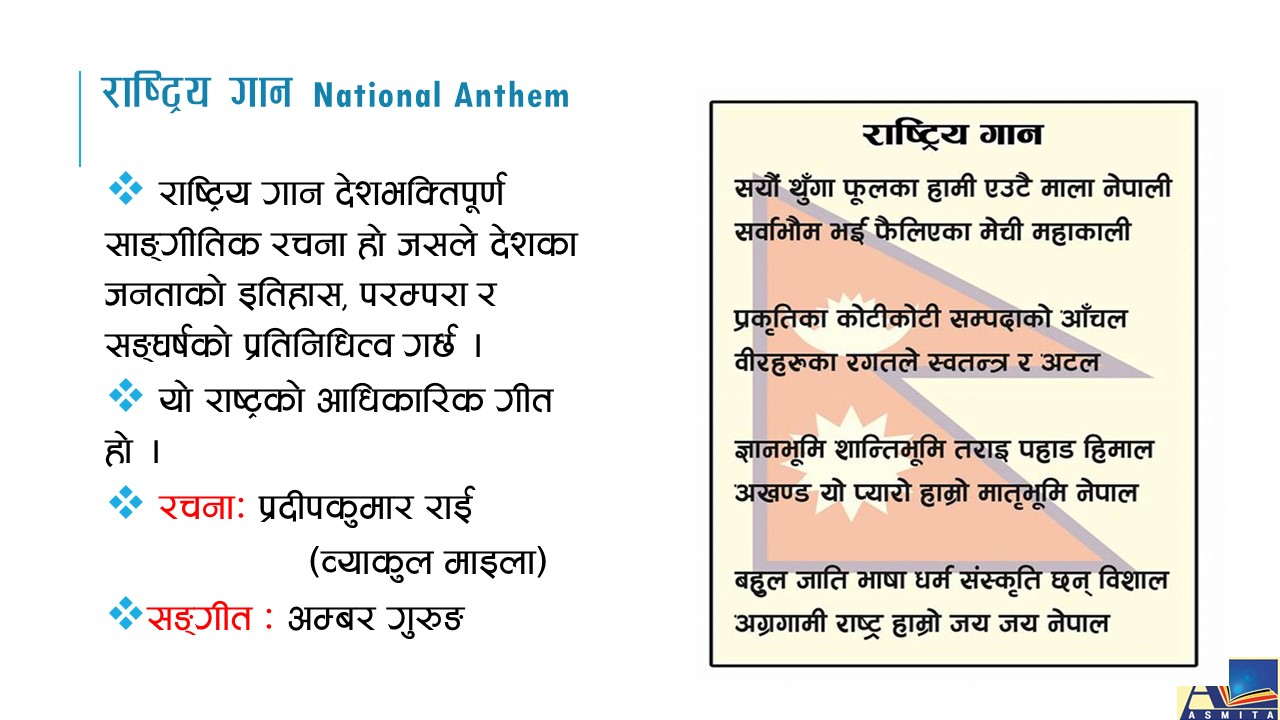 राष्ट्रिय गान National Anthem
❖ राष्ट्रिय गान देशभक्तिपूर्ण
साङ्गीतिक रचना हो जसले देशका
जनताको इतिहास, परम्परा र
सङ्घर्षको प्रतिनिधित्व गर्छ ।
❖ यो राष्ट्रको आधिकारिक गीत
हो ।
❖ रचनाः प्रदीपकुमार राई
(व्याकुल माइला)
❖सङ्गीत : अम्बर गुरुङ
राष्ट्रिय गान
सयौं थुँगा फूलका हामी एउटै माला नेपाली
सर्वाभौम भई फैलिएका मेची महाकाली
प्रकृतिका कोटीकोटी सम्पदाको आँचल
वीरहरूका रगतले स्वतन्त्र र अटल
ज्ञानभूमि शान्तिभूमि तराइ पहाड हिमाल
अखण्ड यो प्यारो हाम्रो मातृभूमि नेपाल
बहुल जाति भाषा धर्म संस्कृति छन् विशाल
अग्रगामी राष्ट्र हाम्रो जय जय नेपाल
ASMITA